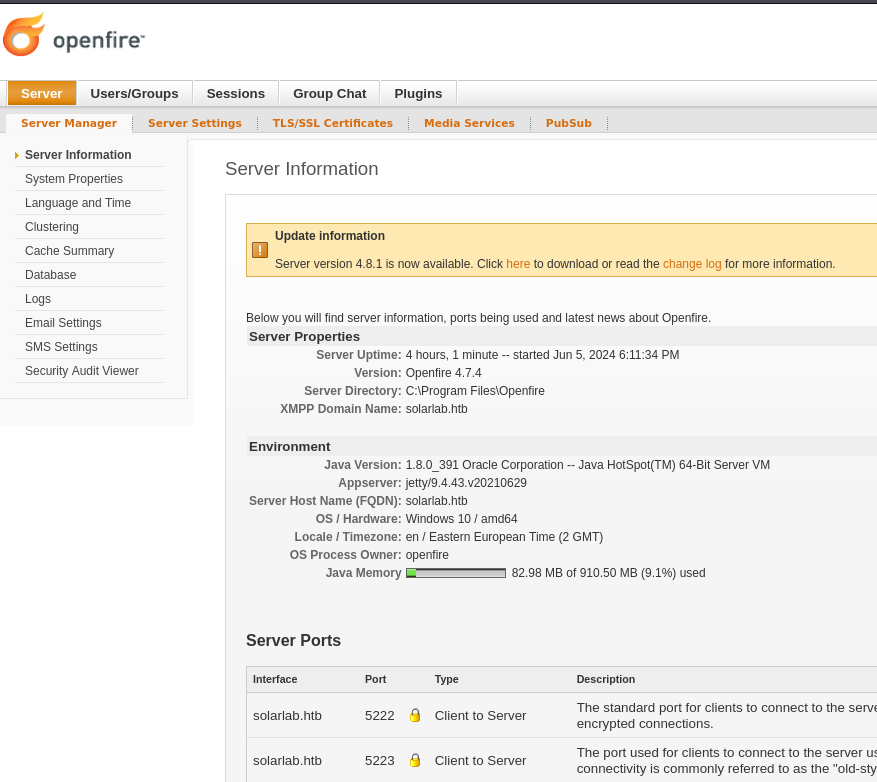 openfire™
Server Users/Groups Sessions Group Chat Plugins
Server Manager Server Settings TLS/SSL Certificates Media Services PubSub
Server Information
System Properties
Language and Time
Clustering
Cache Summary
Database
Logs
Email Settings
SMS Settings
Security Audit Viewer
Server Information
Update information
Server version 4.8.1 is now available. Click here to download or read the change log for more information.
Below you will find server information, ports being used and latest news about Openfire.
Server Properties
Server Uptime: 4 hours, 1 minute -- started Jun 5, 2024 6:11:34 PM
Version: Openfire 4.7.4
Server Directory: C:\Program Files\Openfire
XMPP Domain Name: solarlab.htb
Environment
Java Version: 1.8.0_391 Oracle Corporation -- Java HotSpot(TM) 64-Bit Server VM
Appserver: jetty/9.4.43.v20210629
Server Host Name (FQDN): solarlab.htb
OS / Hardware: Windows 10 / amd64
Locale / Timezone: en / Eastern European Time (2 GMT)
OS Process Owner: openfire
Java Memory 82.98 MB of 910.50 MB (9.1%) used
Server Ports
Interface Port Type Description
solarlab.htb 5222 Client to Server The standard port for clients to connect to the serve
encrypted connections.
solarlab.htb 5223 Client to Server The port used for clients to connect to the server us
connectivity is commonly referred to as the "old-sty